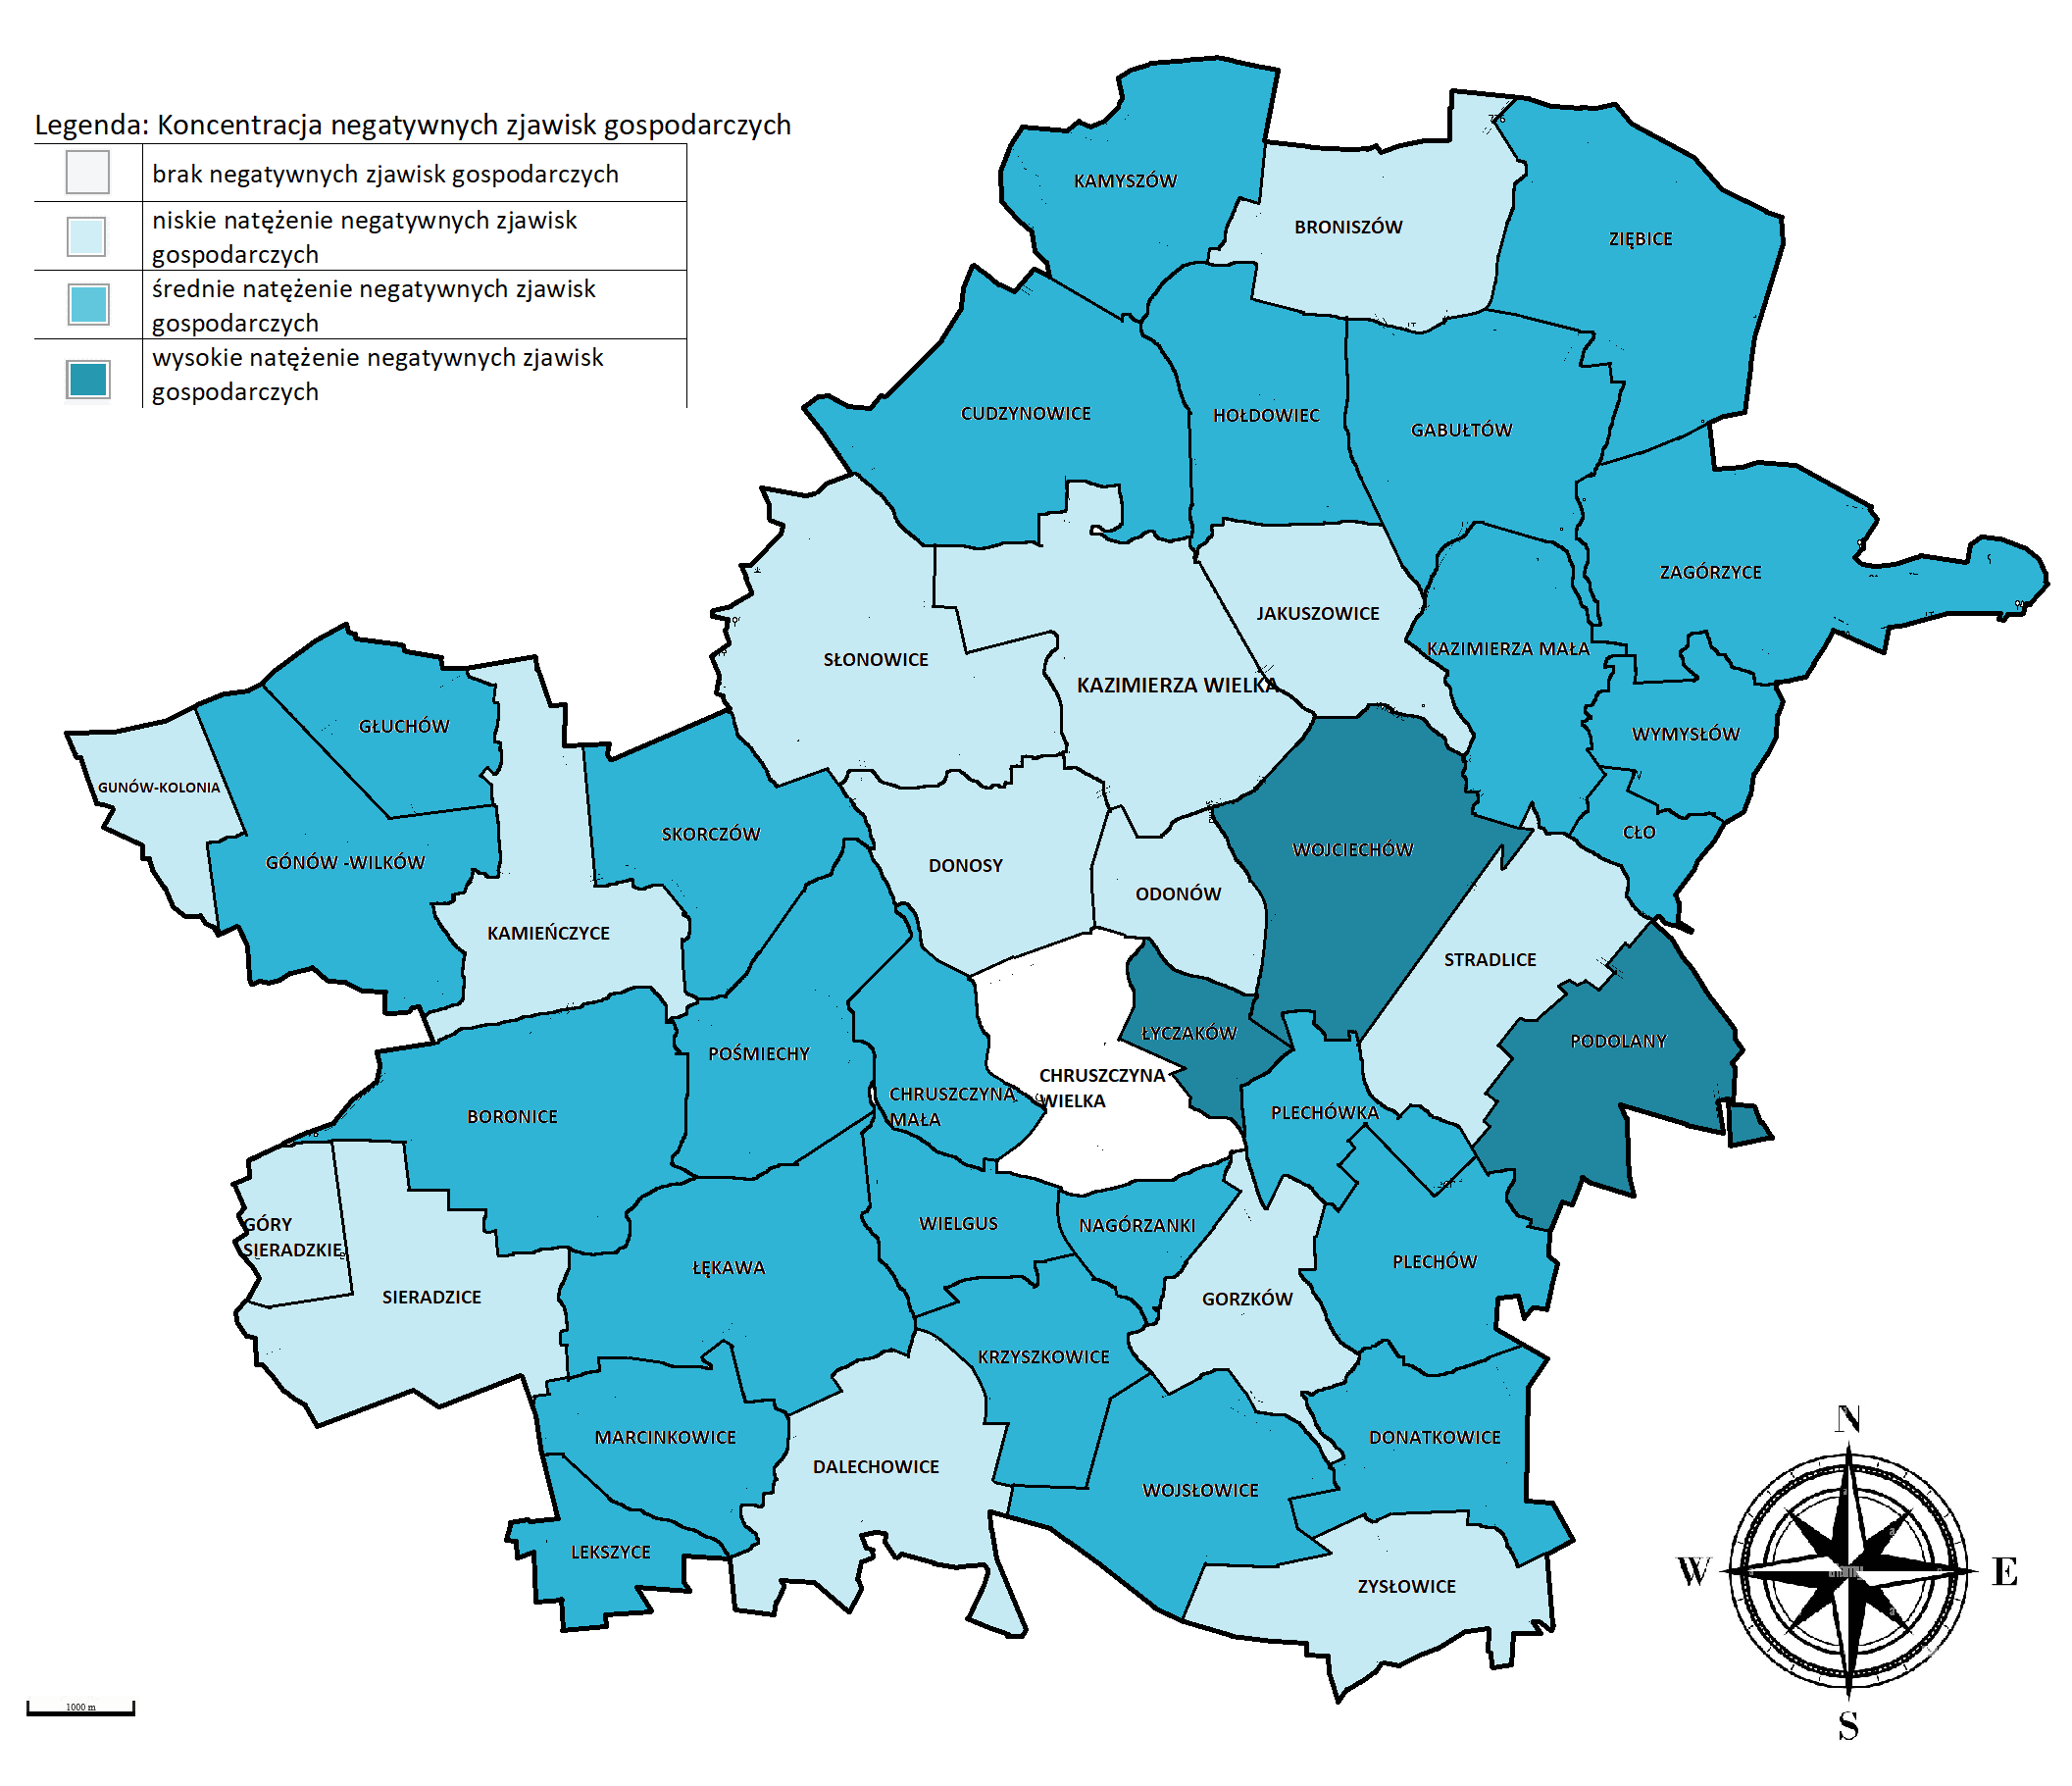 Legenda: Koncentracja negatywnych zjawisk gospodarczych
brak negatywnych zjawisk gospodarczych
niskie natężenie negatywnych zjawisk
gospodarczych
średnie natężenie negatywnych zjawisk
gospodarczych
wysokie natężenie negatywnych zjawisk
gospodarczych
KAMYSZÓW
BRONISZÓW
ZIĘBICE
CUDZYNOWICE
HOŁDOWIEC
GABUŁTÓW
ZAGÓRZYCE
JAKUSZOWICE
KAZIMIERZA MAŁA
SŁONOWICE
KAZIMIERZA WIELKA
GŁUCHÓW
WYMYSŁÓW
GUNÓW-KOLONIA
SKORCZÓW
CŁO
GÓNÓW -WILKÓW
DONOSY
WOJCIECHÓW
ODONÓW
KAMIEŃCZYCE
STRADLICE
ŁYCZAKÓW
PODOLANY
POŚMIECHY
CHRUSZCZYNA
WIELKA
CHRUSZCZYNA
MAŁA
BORONICE
PLECHÓWKA
GÓRY
SIERADZKIE
WIELGUS
NAGÓRZANKI
ŁĘKAWA
PLECHÓW
SIERADZICE
GORZKÓW
KRZYSZKOWICE
MARCINKOWICE
DONATKOWICE
DALECHOWICE
WOJSŁOWICE
LEKSZYCE
ZYSŁOWICE
N
W
E
S
1000 m